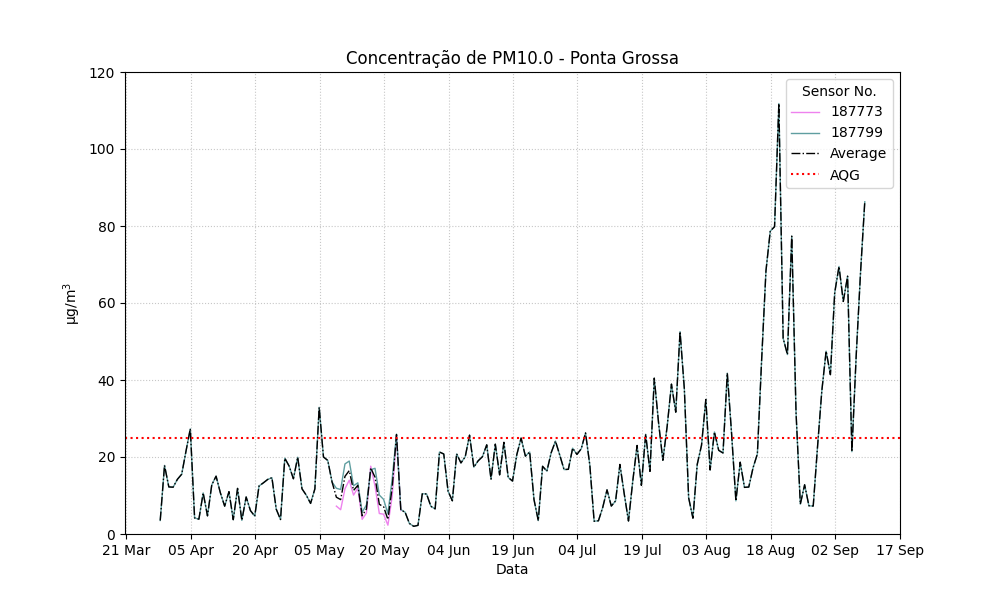 Concentração de PM10.0 - Ponta Grossa
120
100
80
60
40
20
0
µg/m³
Sensor No.
187773
187799
Average
AQG
21 Mar 05 Apr 20 Apr 05 May 20 May 04 Jun 19 Jun 04 Jul 19 Jul 03 Aug 18 Aug 02 Sep 17 Sep
Data